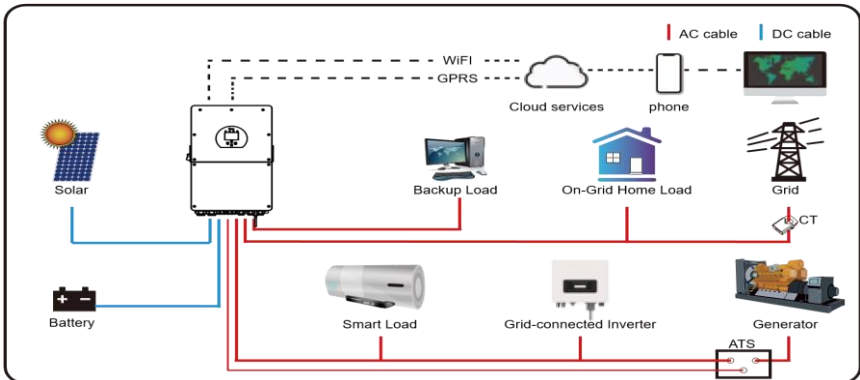 AC cable
DC cable
WiFI
GPRS
Cloud services
phone
Solar
Backup Load
On-Grid Home Load
Grid
CT
Battery
Smart Load
Grid-connected Inverter
Generator
ATS